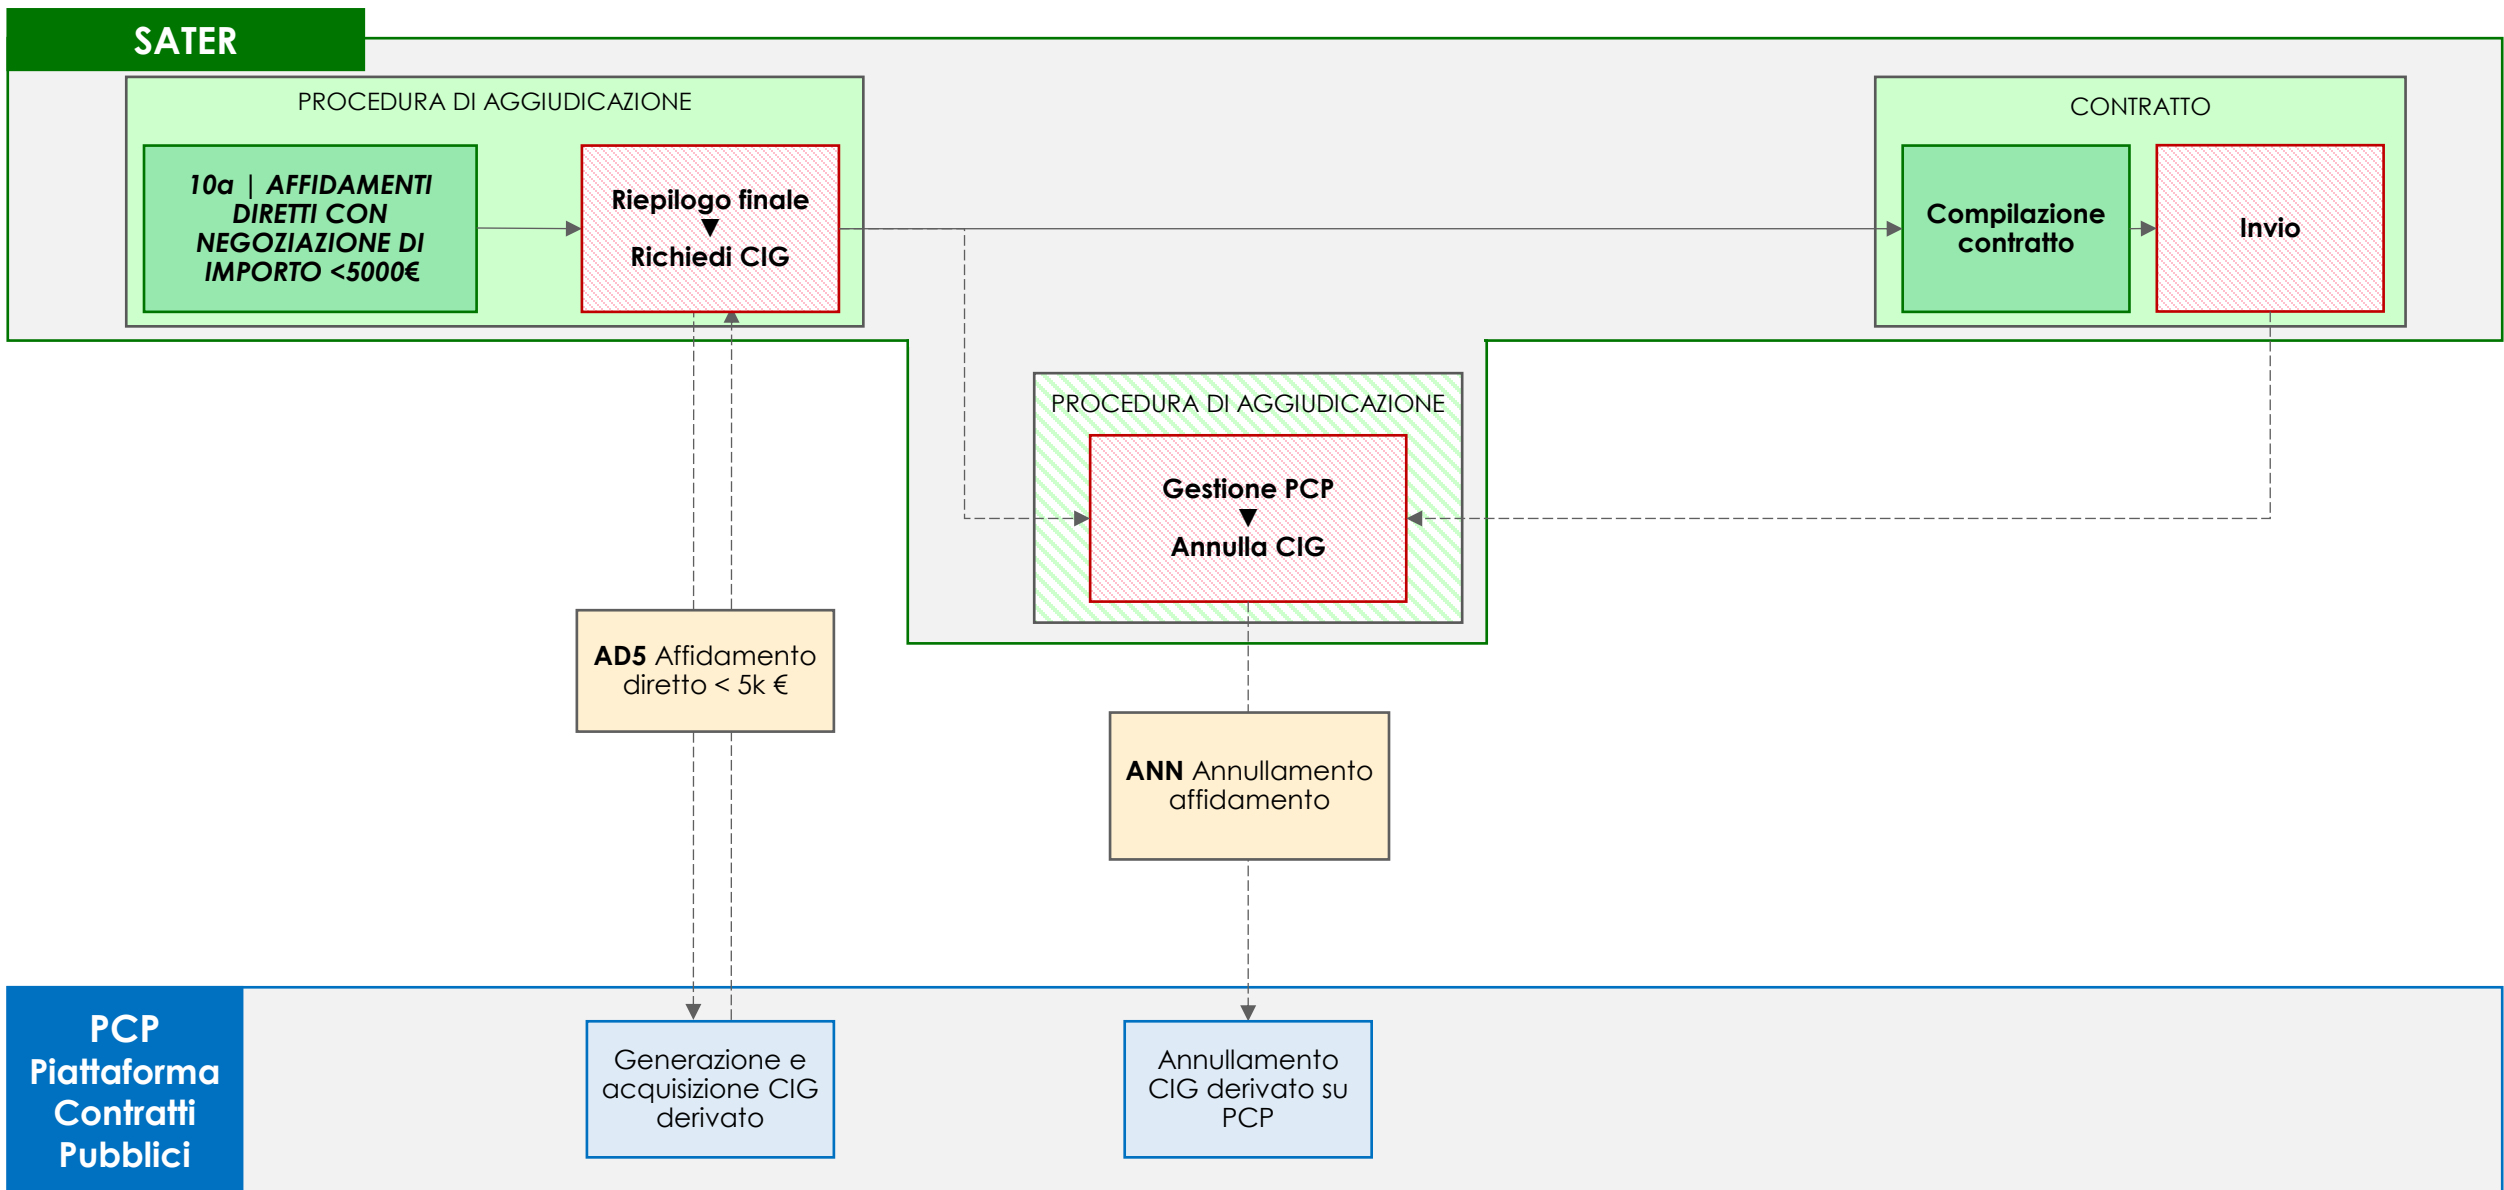 SATER
PROCEDURA DI AGGIUDICAZIONE
10a | AFFIDAMENTI
DIRETTI CON
NEGOZIAZIONE DI
IMPORTO <5000€
Riepilogo finale
▼
Richiedi CIG
CONTRATTO
Compilazione
contratto
Invio
PROCEDURA DI AGGIUDICAZIONE
Gestione PCP
▼
Annulla CIG
AD5 Affidamento
diretto < 5k €
ANN Annullamento
affidamento
PCP
Piattaforma
Contratti
Pubblici
Generazione e
acquisizione CIG
derivato
Annullamento
CIG derivato su
PCP